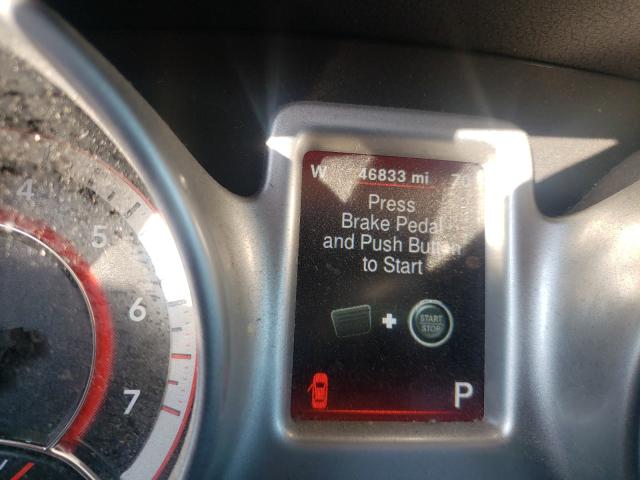 W 46833 mi
Press
Brake Pedal
and Push Button
to Start
START
STOP
P
4
5
6
7